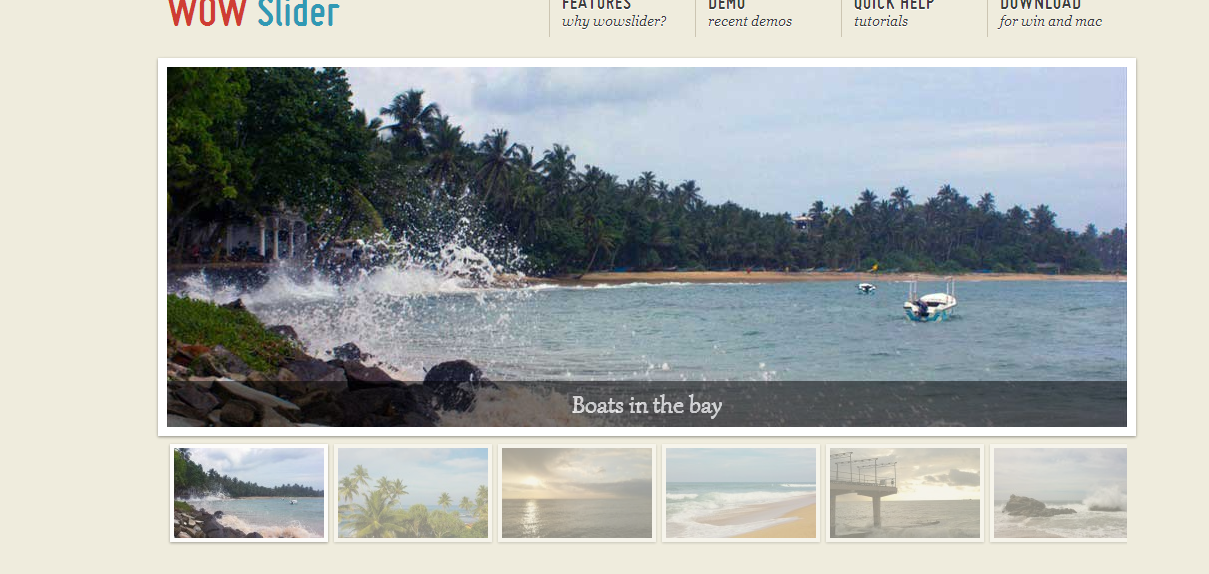 WOW Slider
FEATURES
why wowslider?
DEMO
recent demos
QUICK HELP
tutorials
DOWNLOAD
for win and mac
Boats in the bay